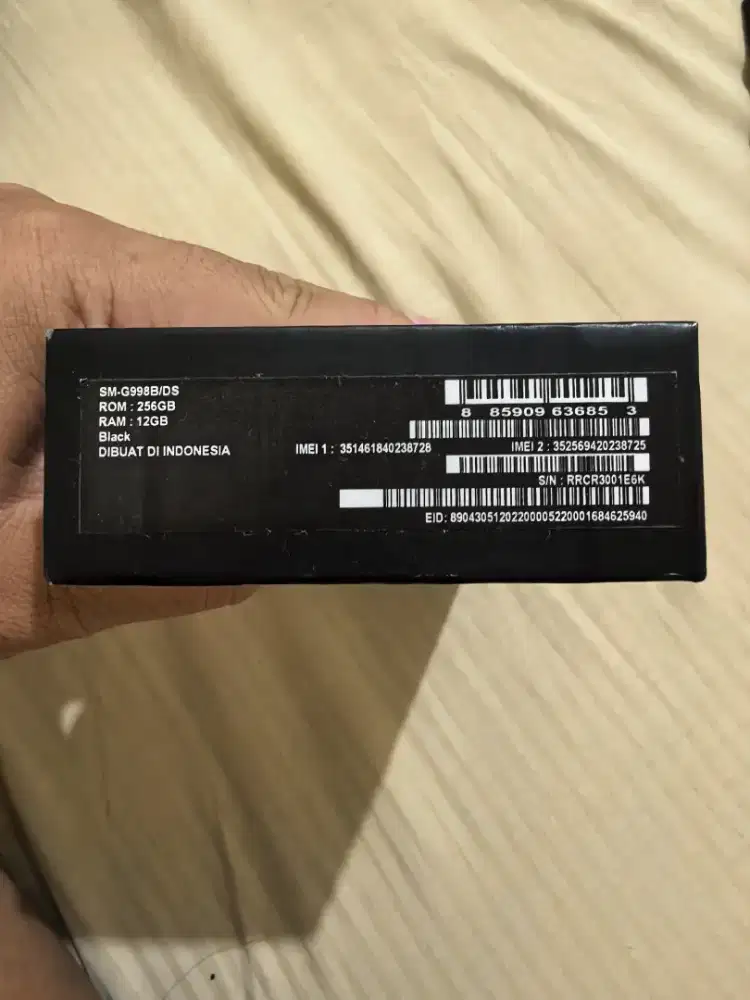 SM-G998B/DS
ROM : 256GB
RAM : 12GB
Black
DIBUAT DI INDONESIA
8 85909 63685 3
IMEI 1 : 351461840238728
IMEI 2 : 352569420238725
S/N : RRCR3001E6K
EID: 89043051202200005220001684625940